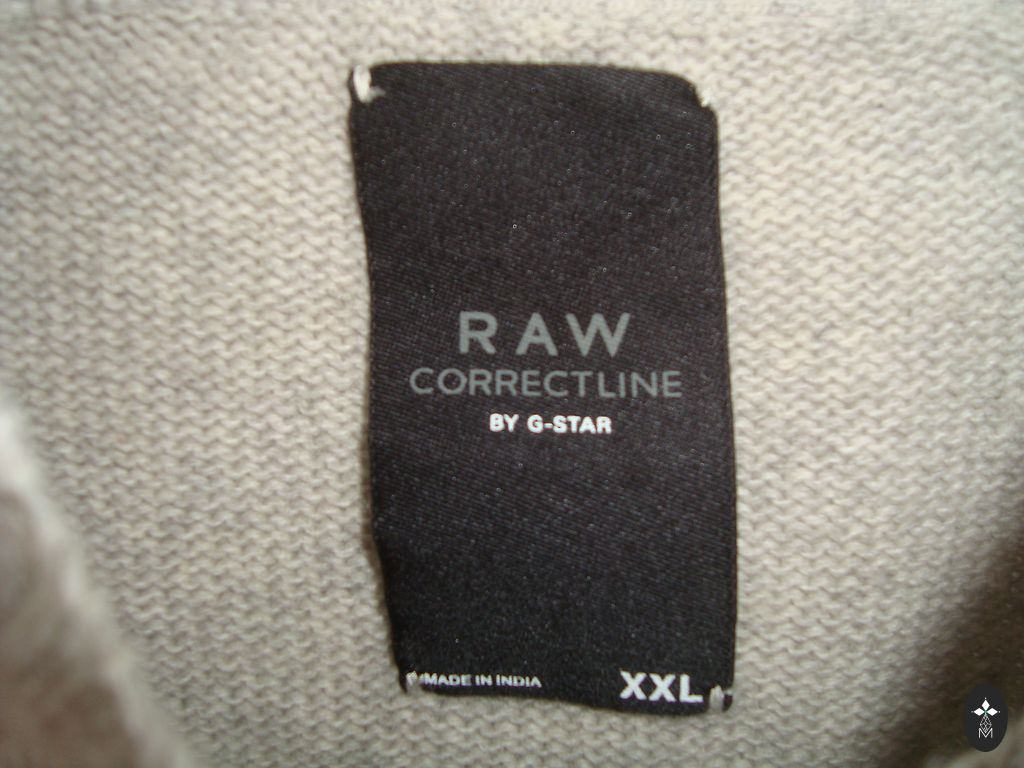 RAW
CORRECTLINE
BY G-STAR
MADE IN INDIA XXL
M